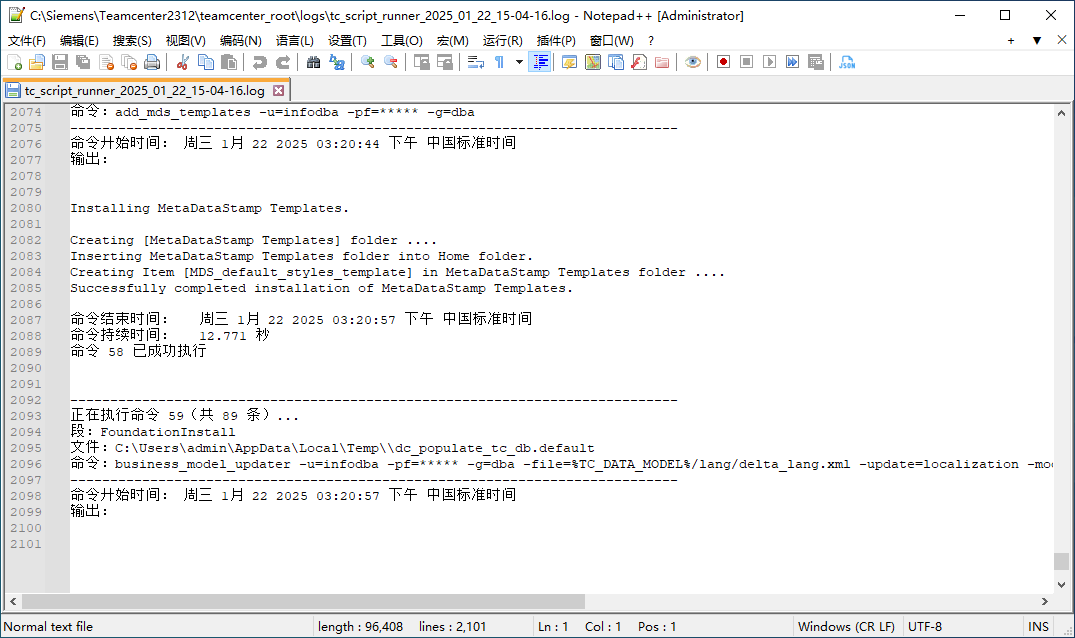 C:\Siemens\Teamcenter2312\teamcenter_root\logs\tc_script_runner_2025_01_22_15-04-16.log - Notepad++ [Administrator]
文件(F) 编辑(E) 搜索(S) 视图(V) 编码(N) 语言(L) 设置(T) 工具(O) 宏(M) 运行(R) 插件(P) 窗口(W) ? + ▼ ✕
JSON
tc_script_runner_2025_01_22_15-04-16.log
2074 命令：add_mds_templates -u=infodba -pf=***** -g=dba
2075 -------------------------------------------------------------------------------
2076 命令开始时间： 周三 1月 22 2025 03:20:44 下午 中国标准时间
2077 输出：
2078
2079
2080 Installing MetaDataStamp Templates.
2081
2082 Creating [MetaDataStamp Templates] folder ....
2083 Inserting MetaDataStamp Templates folder into Home folder.
2084 Creating Item [MDS_default_styles_template] in MetaDataStamp Templates folder ....
2085 Successfully completed installation of MetaDataStamp Templates.
2086
2087 命令结束时间： 周三 1月 22 2025 03:20:57 下午 中国标准时间
2088 命令持续时间： 12.771 秒
2089 命令 58 已成功执行
2090
2091
2092 -------------------------------------------------------------------------------
2093 正在执行命令 59（共 89 条）...
2094 段：FoundationInstall
2095 文件：C:\Users\admin\AppData\Local\Temp\\dc_populate_tc_db.default
2096 命令：business_model_updater -u=infodba -pf=***** -g=dba -file=%TC_DATA_MODEL%/lang/delta_lang.xml -update=localization -mo
2097 -------------------------------------------------------------------------------
2098 命令开始时间： 周三 1月 22 2025 03:20:57 下午 中国标准时间
2099 输出：
2100
2101
Normal text file length : 96,408 lines : 2,101 Ln : 1 Col : 1 Pos : 1 Windows (CR LF) UTF-8 INS